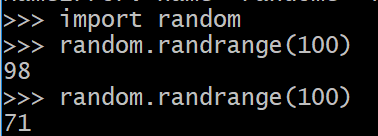 >>> import random
>>> random.randrange(100)
98
>>> random.randrange(100)
71